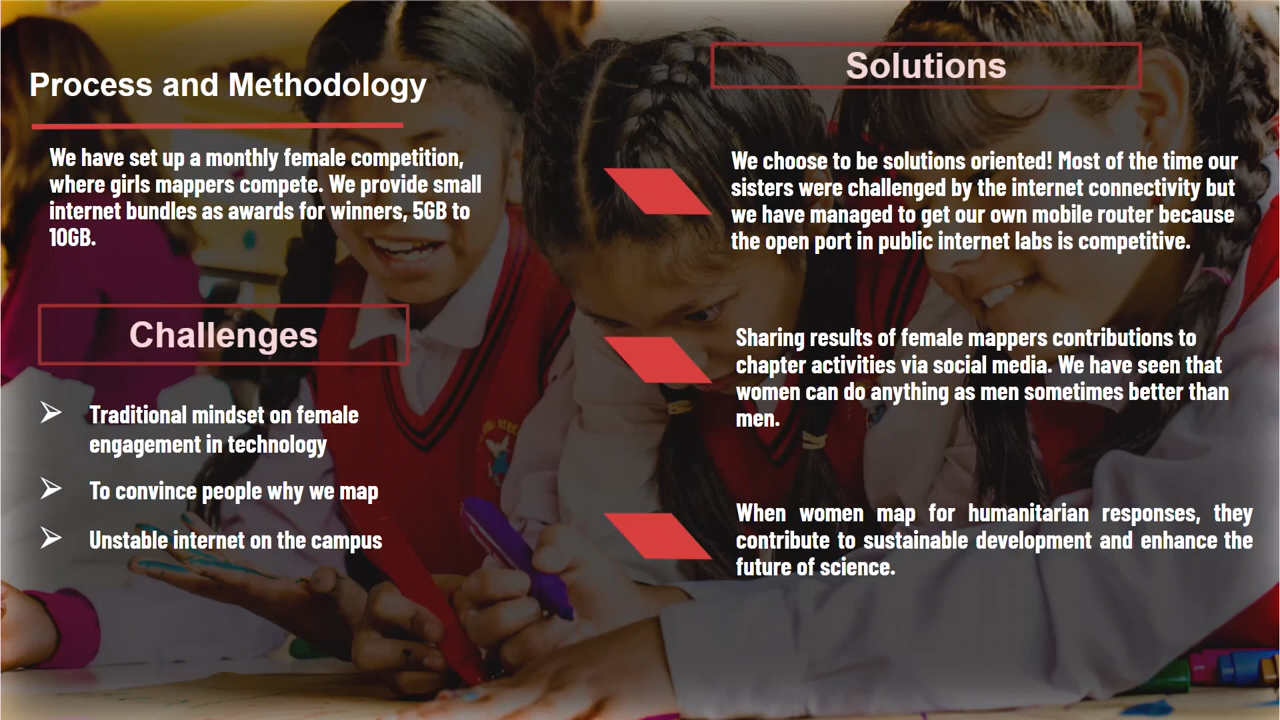 Process and Methodology
We have set up a monthly female competition,
where girls mappers compete. We provide small
internet bundles as awards for winners, 5GB to
10GB.
Challenges
Traditional mindset on female
engagement in technology
To convince people why we map
Unstable internet on the campus
Solutions
We choose to be solutions oriented! Most of the time our
sisters were challenged by the internet connectivity but
we have managed to get our own mobile router because
the open port in public internet labs is competitive.
Sharing results of female mappers contributions to
chapter activities via social media. We have seen that
women can do anything as men sometimes better than
men.
When women map for humanitarian responses, they
contribute to sustainable development and enhance the
future of science.